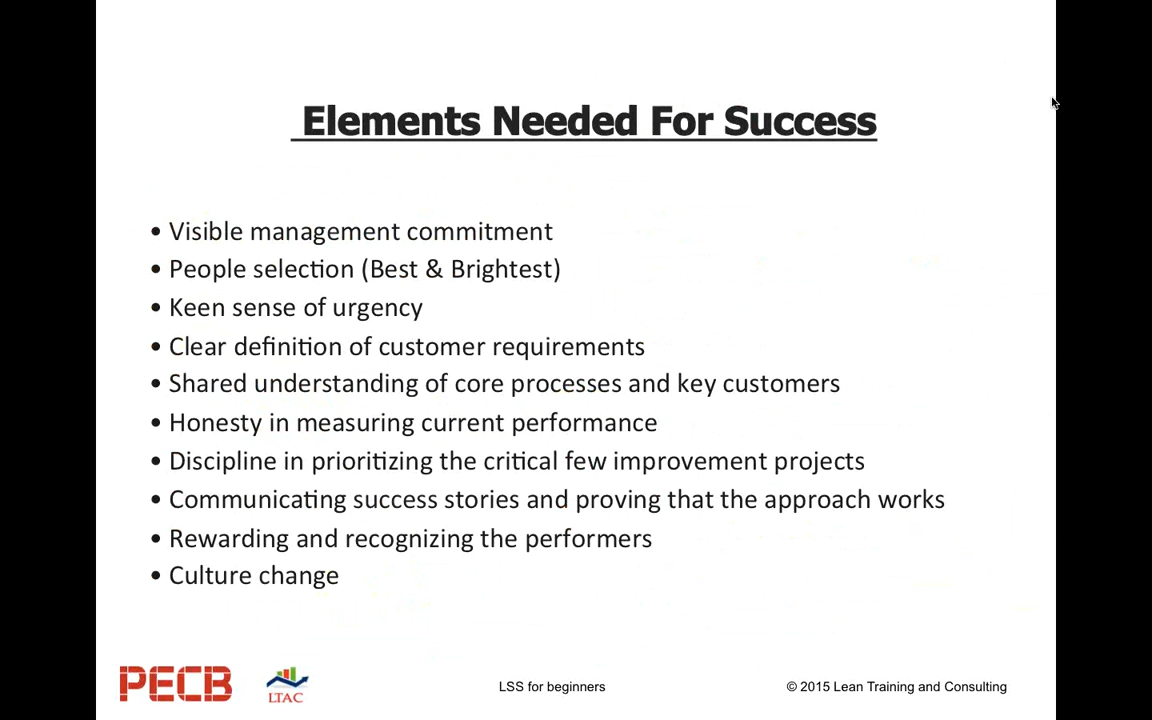 Elements Needed For Success
• Visible management commitment
• People selection (Best & Brightest)
• Keen sense of urgency
• Clear definition of customer requirements
• Shared understanding of core processes and key customers
• Honesty in measuring current performance
• Discipline in prioritizing the critical few improvement projects
• Communicating success stories and proving that the approach works
• Rewarding and recognizing the performers
• Culture change
PECB
LTAC
LSS for beginners
© 2015 Lean Training and Consulting